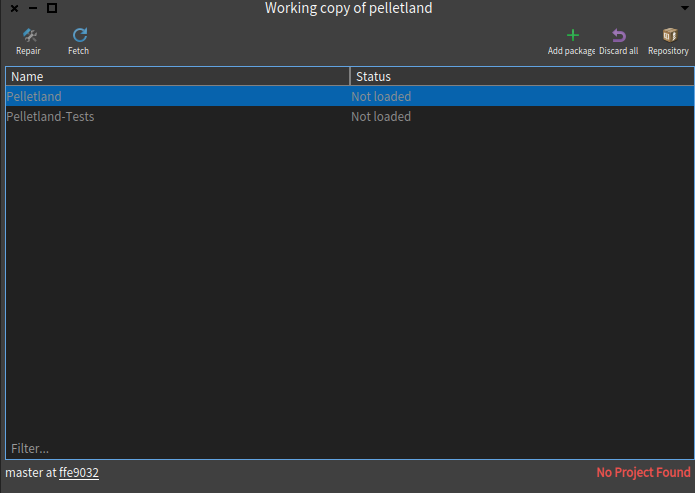 Working copy of pelletland
Repair Fetch Add package Discard all Repository
Name Status
Pelletland Not loaded
Pelletland-Tests Not loaded
Filter...
master at ffe9032 No Project Found